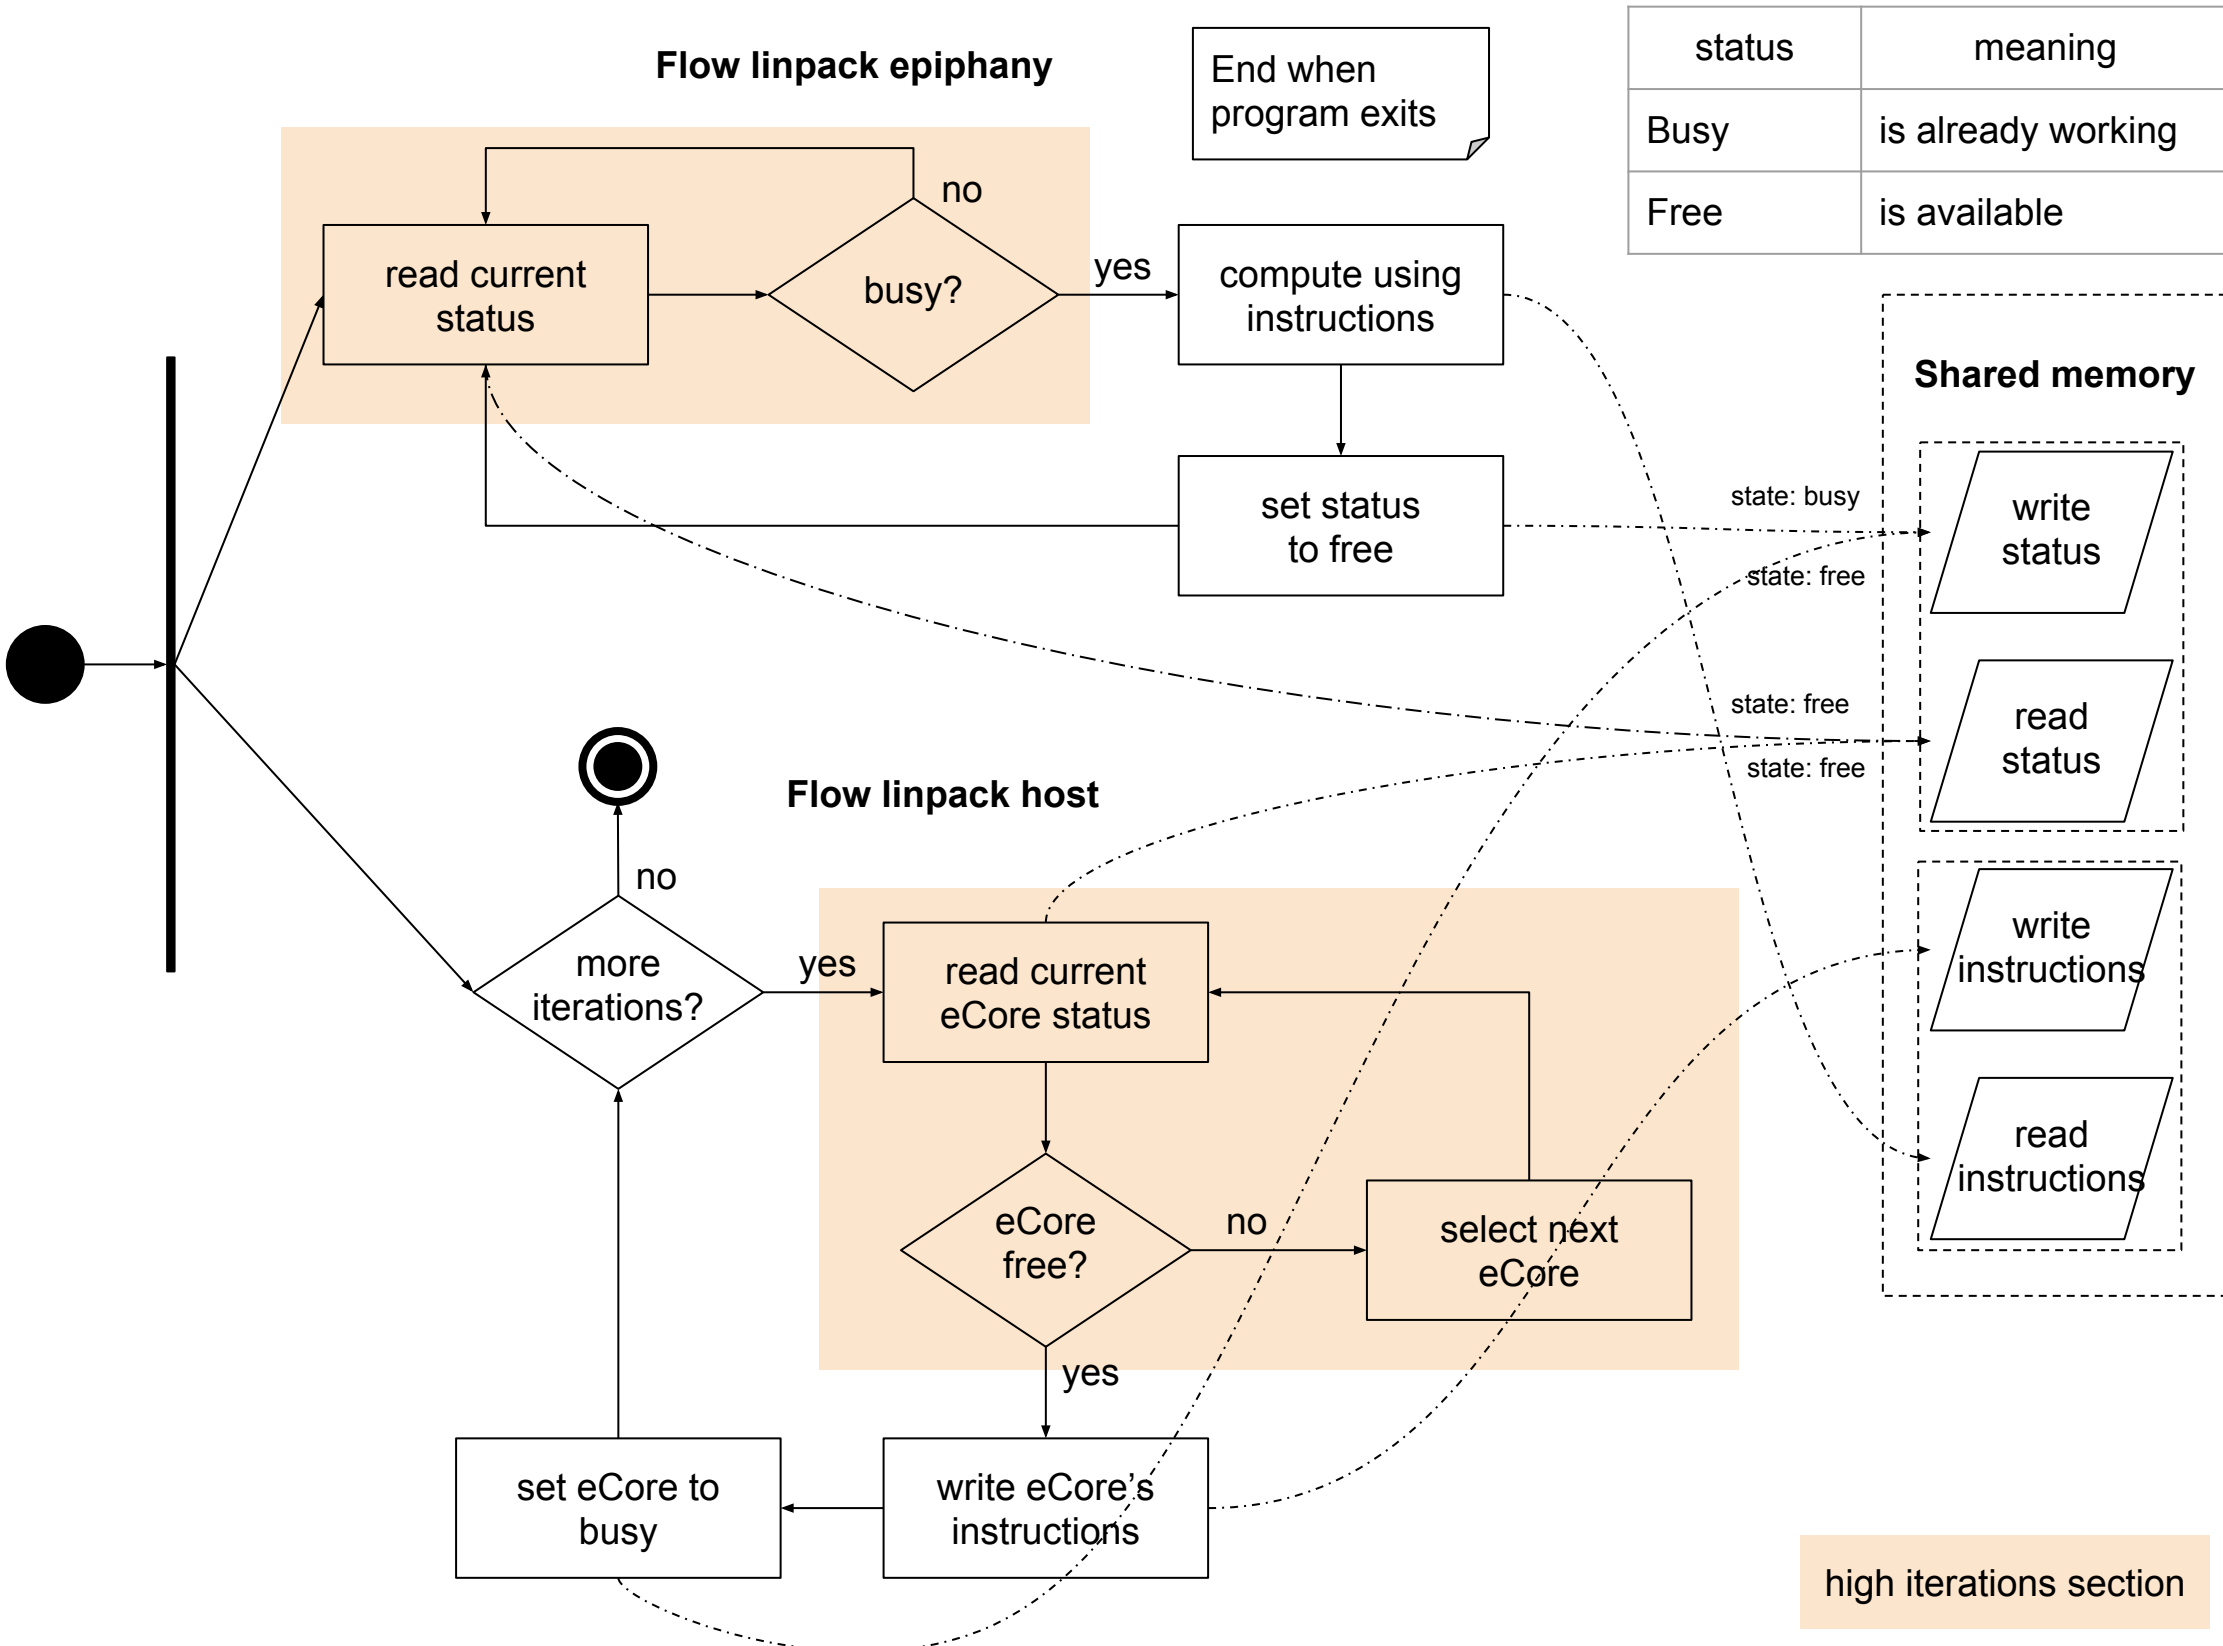 Flow linpack epiphany
End when
program exits
status meaning
Busy is already working
Free is available
no
read current
status
busy?
yes
compute using
instructions
Shared memory
set status
to free
state: busy
state: free
write
status
state: free
state: free
read
status
Flow linpack host
no
more
iterations?
yes
read current
eCore status
write
instructions
read
instructions
eCore
free?
no
select next
eCore
yes
set eCore to
busy
write eCore’s
instructions
high iterations section